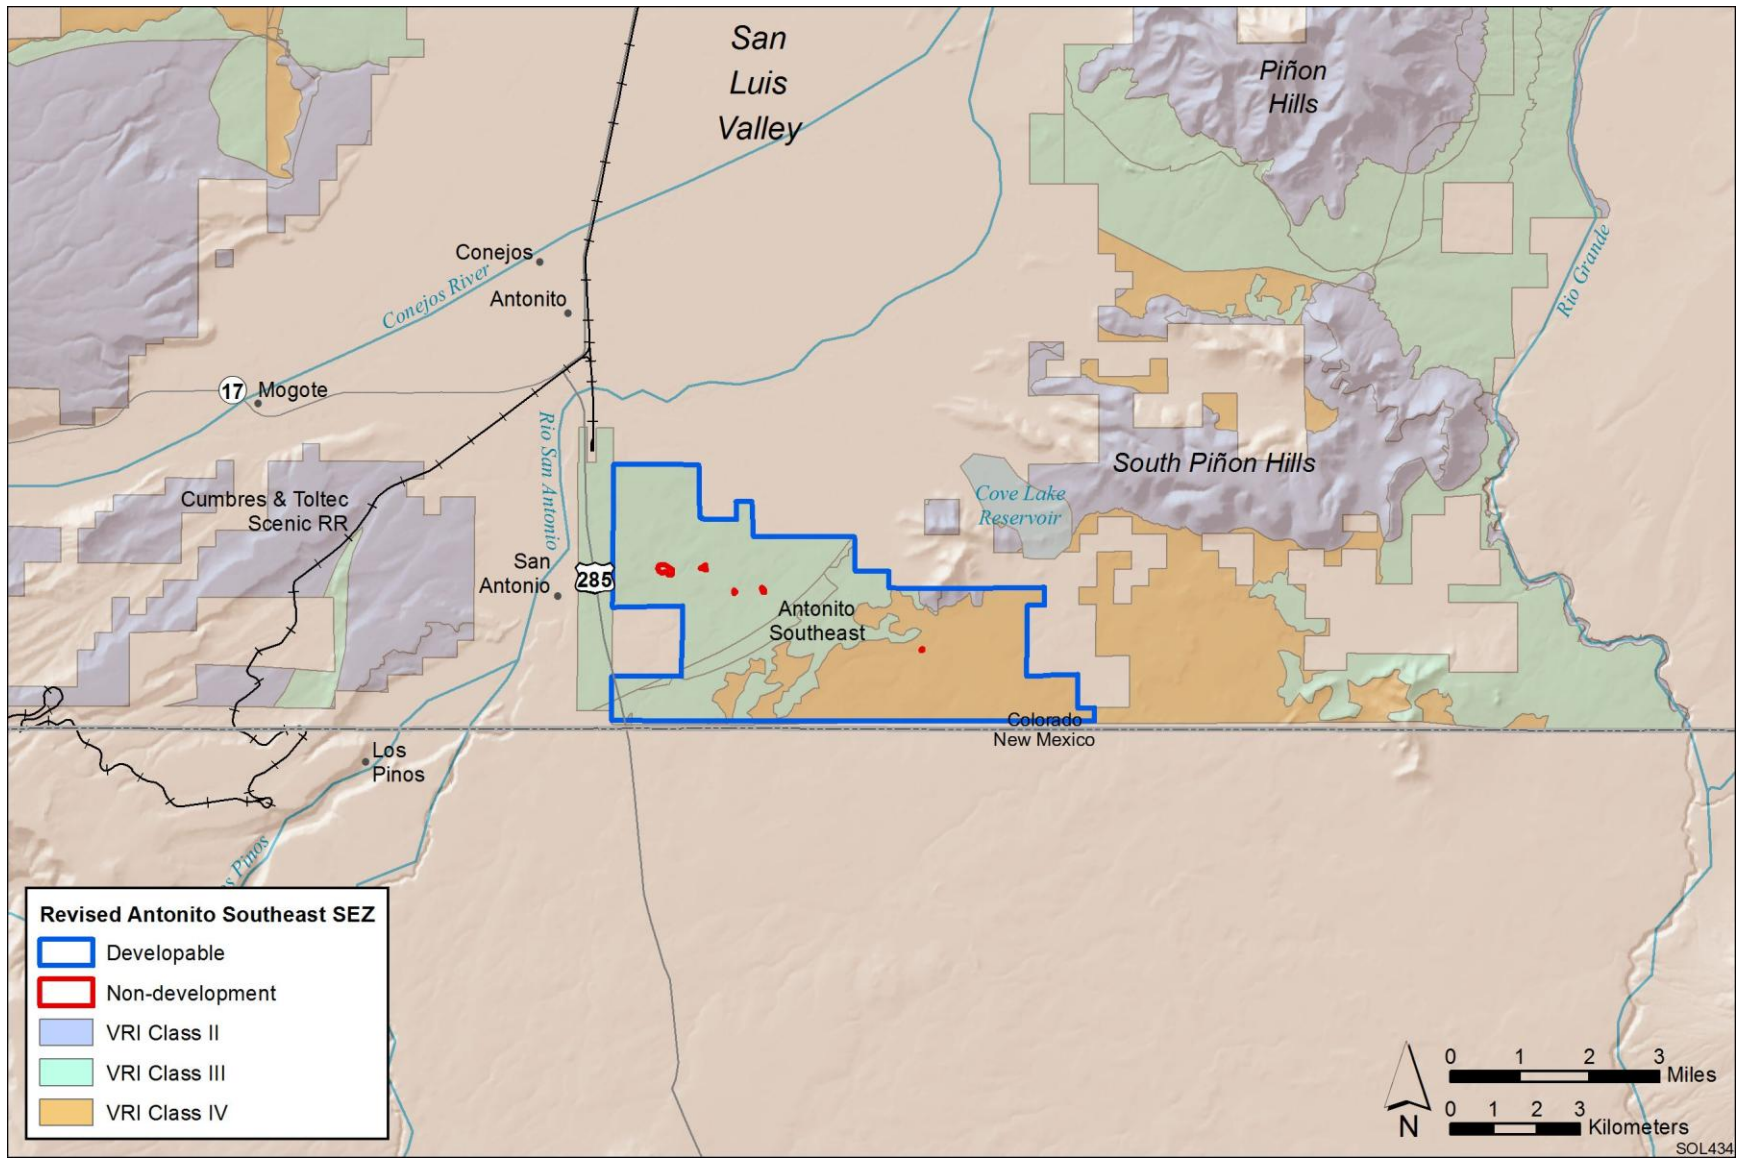 San
Luis
Valley
Piñon
Hills
Conejos
Conejos River
Antonito
Rio Grande
17
Mogote
Rio San Antonio
South Piñon Hills
Cumbres & Toltec
Scenic RR
Cove Lake
Reservoir
San
Antonio
285
Antonito
Southeast
Colorado
New Mexico
Los
Pinos
Pinos
Revised Antonito Southeast SEZ
Developable
Non-development
VRI Class II
VRI Class III
VRI Class IV
N
0 1 2 3
Miles
0 1 2 3
Kilometers
SOL434